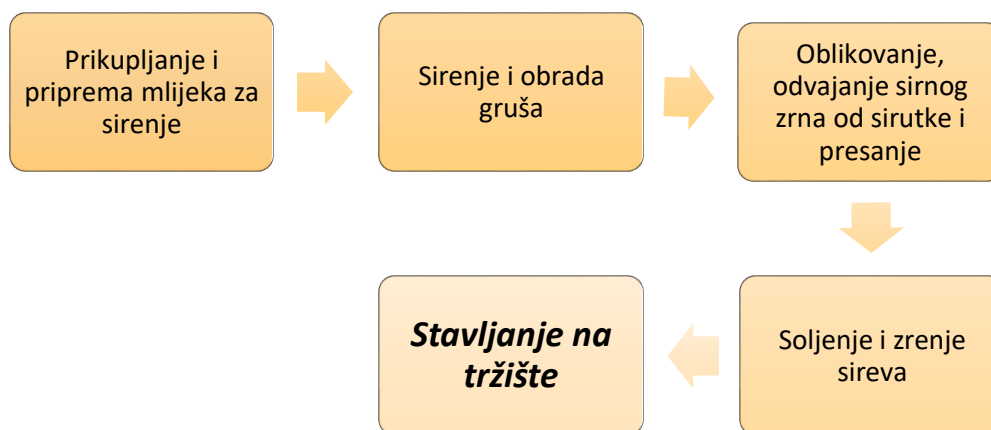 Prikupljanje i
priprema mlijeka za
sirenje
Sirenje i obrada
gruša
Oblikovanje,
odvajanje sirnog
zrna od sirutke i
presanje
Soljenje i zrenje
sireva
Stavljanje na
tržište